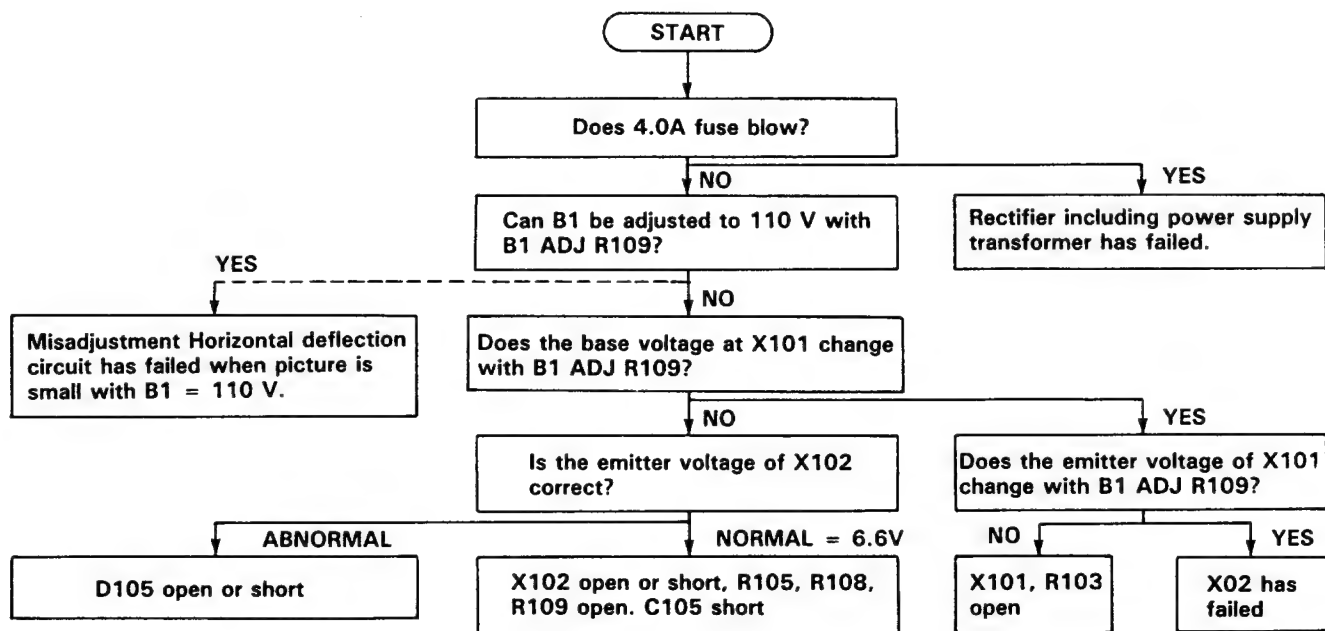 START
Does 4.0A fuse blow?
NO
YES
Can B1 be adjusted to 110 V with
B1 ADJ R109?
Rectifier including power supply
transformer has failed.
YES
NO
Misadjustment Horizontal deflection
circuit has failed when picture is
small with B1 = 110 V.
Does the base voltage at X101 change
with B1 ADJ R109?
NO
YES
Is the emitter voltage of X102
correct?
Does the emitter voltage of X101
change with B1 ADJ R109?
ABNORMAL
NORMAL = 6.6V
NO
YES
D105 open or short
X102 open or short, R105, R108,
R109 open. C105 short
X101, R103
open
X02 has
failed